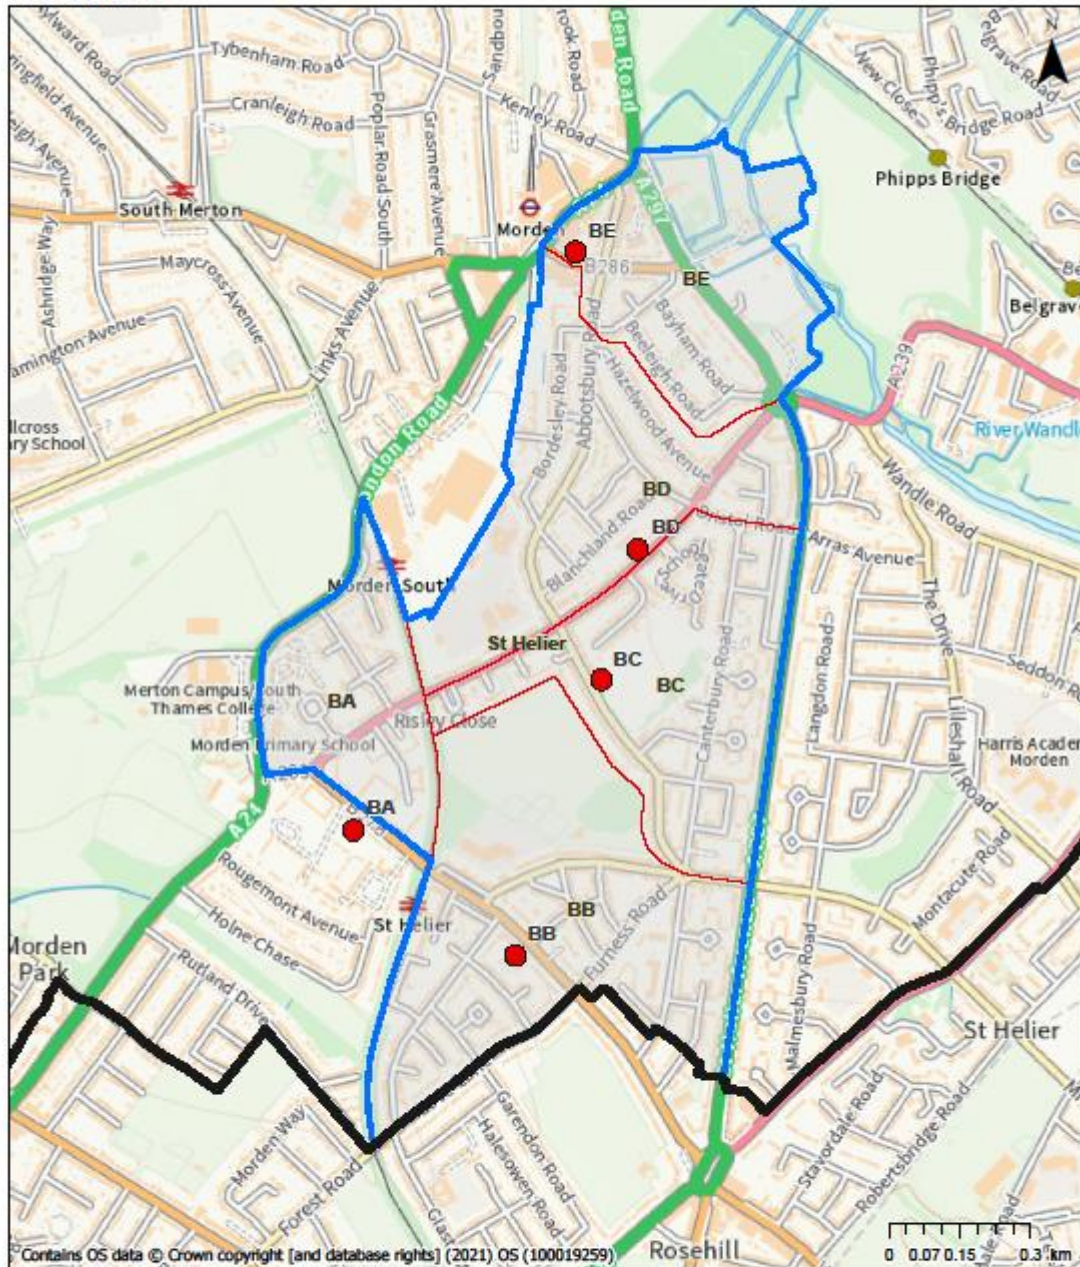 Tybenham Road
Cranleigh Road
Poplar Road South
Grasmere Avenue
Kenley Road
New Close
Phipp's Bridge Road
Belgrave Road
Phipps Bridge
South Merton
Morden
BE
A297
B286
BE
Ashridge Way
Maycross Avenue
Links Avenue
Bayham Road
Beeleigh Road
Hazelwood Avenue
Abbotsbury Road
Bordesley Road
A239
River Wandle
Wandle Road
BD
BD
Blanchland Road
Arras Avenue
The Drive
Morden South
St Helier
BC
BC
Canterbury Road
Langdon Road
Seddon
Lilleshall Road
Merton Campus South
Thames College
BA
Risley Close
Morden Primary School
Harris Academ
Morden
BA
A24
Rougemont Avenue
Holne Chase
St Helier
BB
BB
Furness Road
Montacute Road
Malmesbury Road
Morden
Park
Rutland Drive
St Helier
Stavordale Road
Robertsbridge Road
Morden Way
Garendon Road
Halesowen Road
Forest Road
Rosehill
0 0.07 0.15 0.3 km
Contains OS data © Crown copyright [and database rights] (2021) OS (100019259)